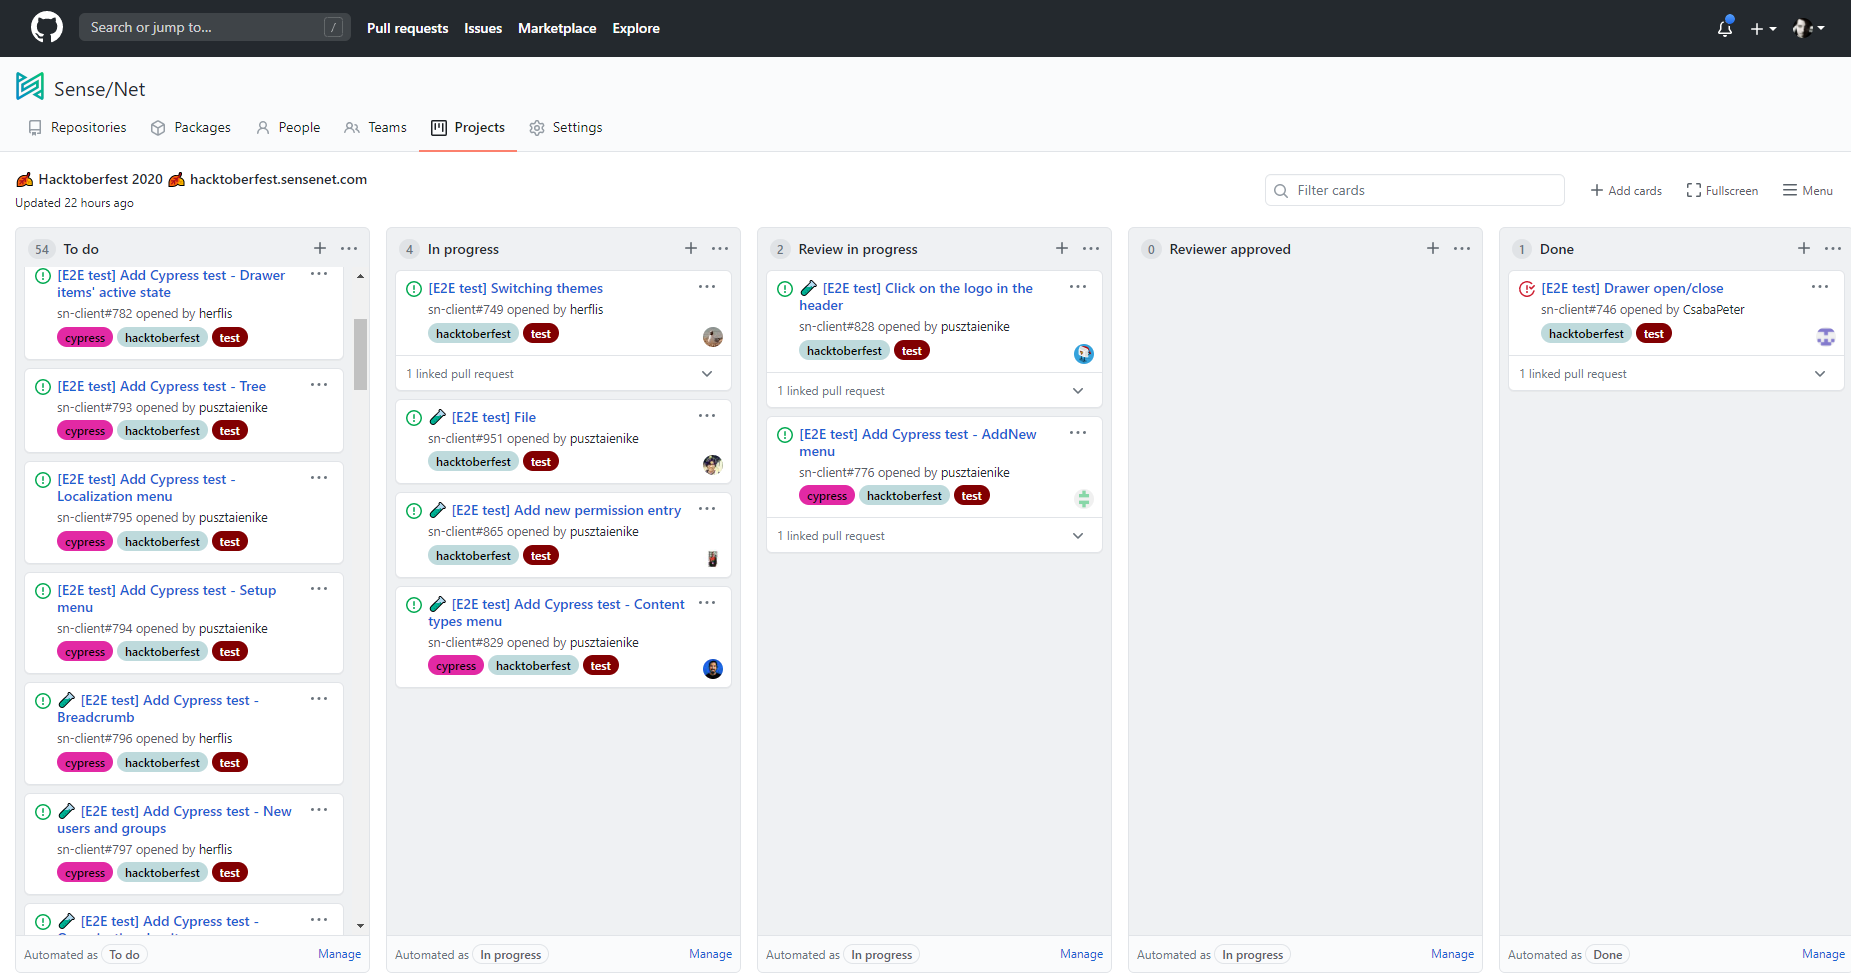 Search or jump to... /
Pull requests Issues Marketplace Explore
Sense/Net
Repositories Packages People Teams Projects Settings
Hacktoberfest 2020 hacktoberfest.sensenet.com
Updated 22 hours ago
Filter cards
Add cards Fullscreen Menu
54 To do
[E2E test] Add Cypress test - Drawer
items' active state
sn-client#782 opened by herflis
cypress hacktoberfest test
[E2E test] Add Cypress test - Tree
sn-client#793 opened by pusztaienike
cypress hacktoberfest test
[E2E test] Add Cypress test -
Localization menu
sn-client#795 opened by pusztaienike
cypress hacktoberfest test
[E2E test] Add Cypress test - Setup
menu
sn-client#794 opened by pusztaienike
cypress hacktoberfest test
[E2E test] Add Cypress test -
Breadcrumb
sn-client#796 opened by herflis
cypress hacktoberfest test
[E2E test] Add Cypress test - New
users and groups
sn-client#797 opened by herflis
cypress hacktoberfest test
[E2E test] Add Cypress test -
Automated as To do Manage
4 In progress
[E2E test] Switching themes
sn-client#749 opened by herflis
hacktoberfest test
1 linked pull request
[E2E test] File
sn-client#951 opened by pusztaienike
hacktoberfest test
[E2E test] Add new permission entry
sn-client#865 opened by pusztaienike
hacktoberfest test
[E2E test] Add Cypress test - Content
types menu
sn-client#829 opened by pusztaienike
cypress hacktoberfest test
Automated as In progress Manage
2 Review in progress
[E2E test] Click on the logo in the
header
sn-client#828 opened by pusztaienike
hacktoberfest test
1 linked pull request
[E2E test] Add Cypress test - AddNew
menu
sn-client#776 opened by pusztaienike
cypress hacktoberfest test
1 linked pull request
Automated as In progress Manage
0 Reviewer approved
Automated as In progress Manage
1 Done
[E2E test] Drawer open/close
sn-client#746 opened by CsabaPeter
hacktoberfest test
1 linked pull request
Automated as Done Manage